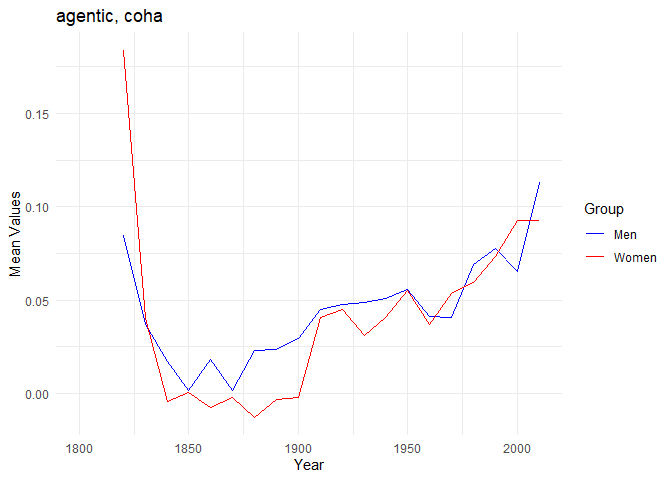 agentic, coha
0.15
0.10
0.05
0.00
Mean Values
1800
1850
1900
1950
2000
Year
Group
Men
Women